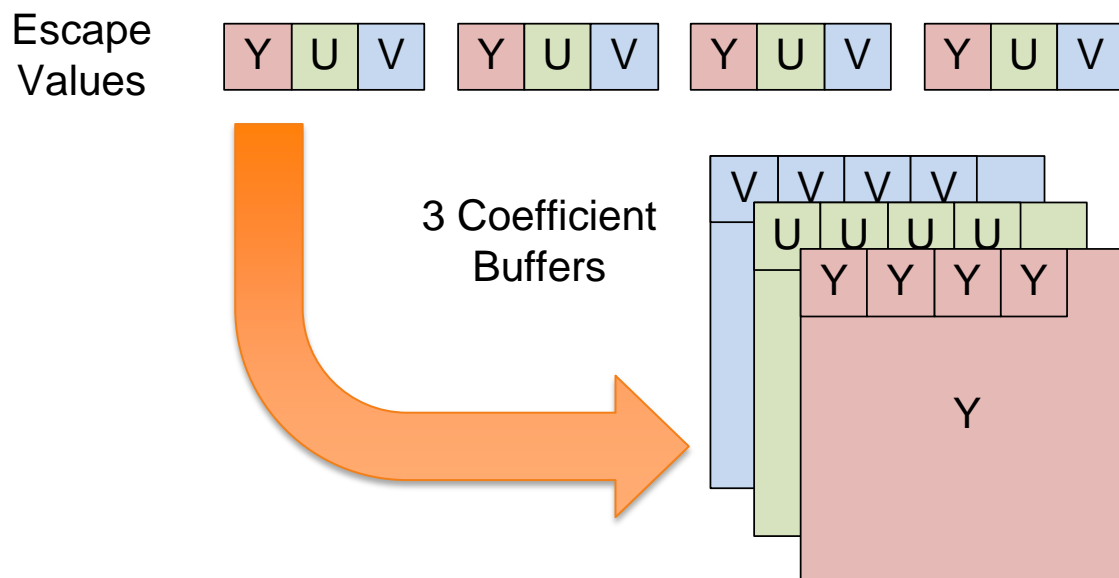 Escape
Values
Y U V Y U V Y U V Y U V
3 Coefficient
Buffers
V V V V
U U U U
Y Y Y Y
Y